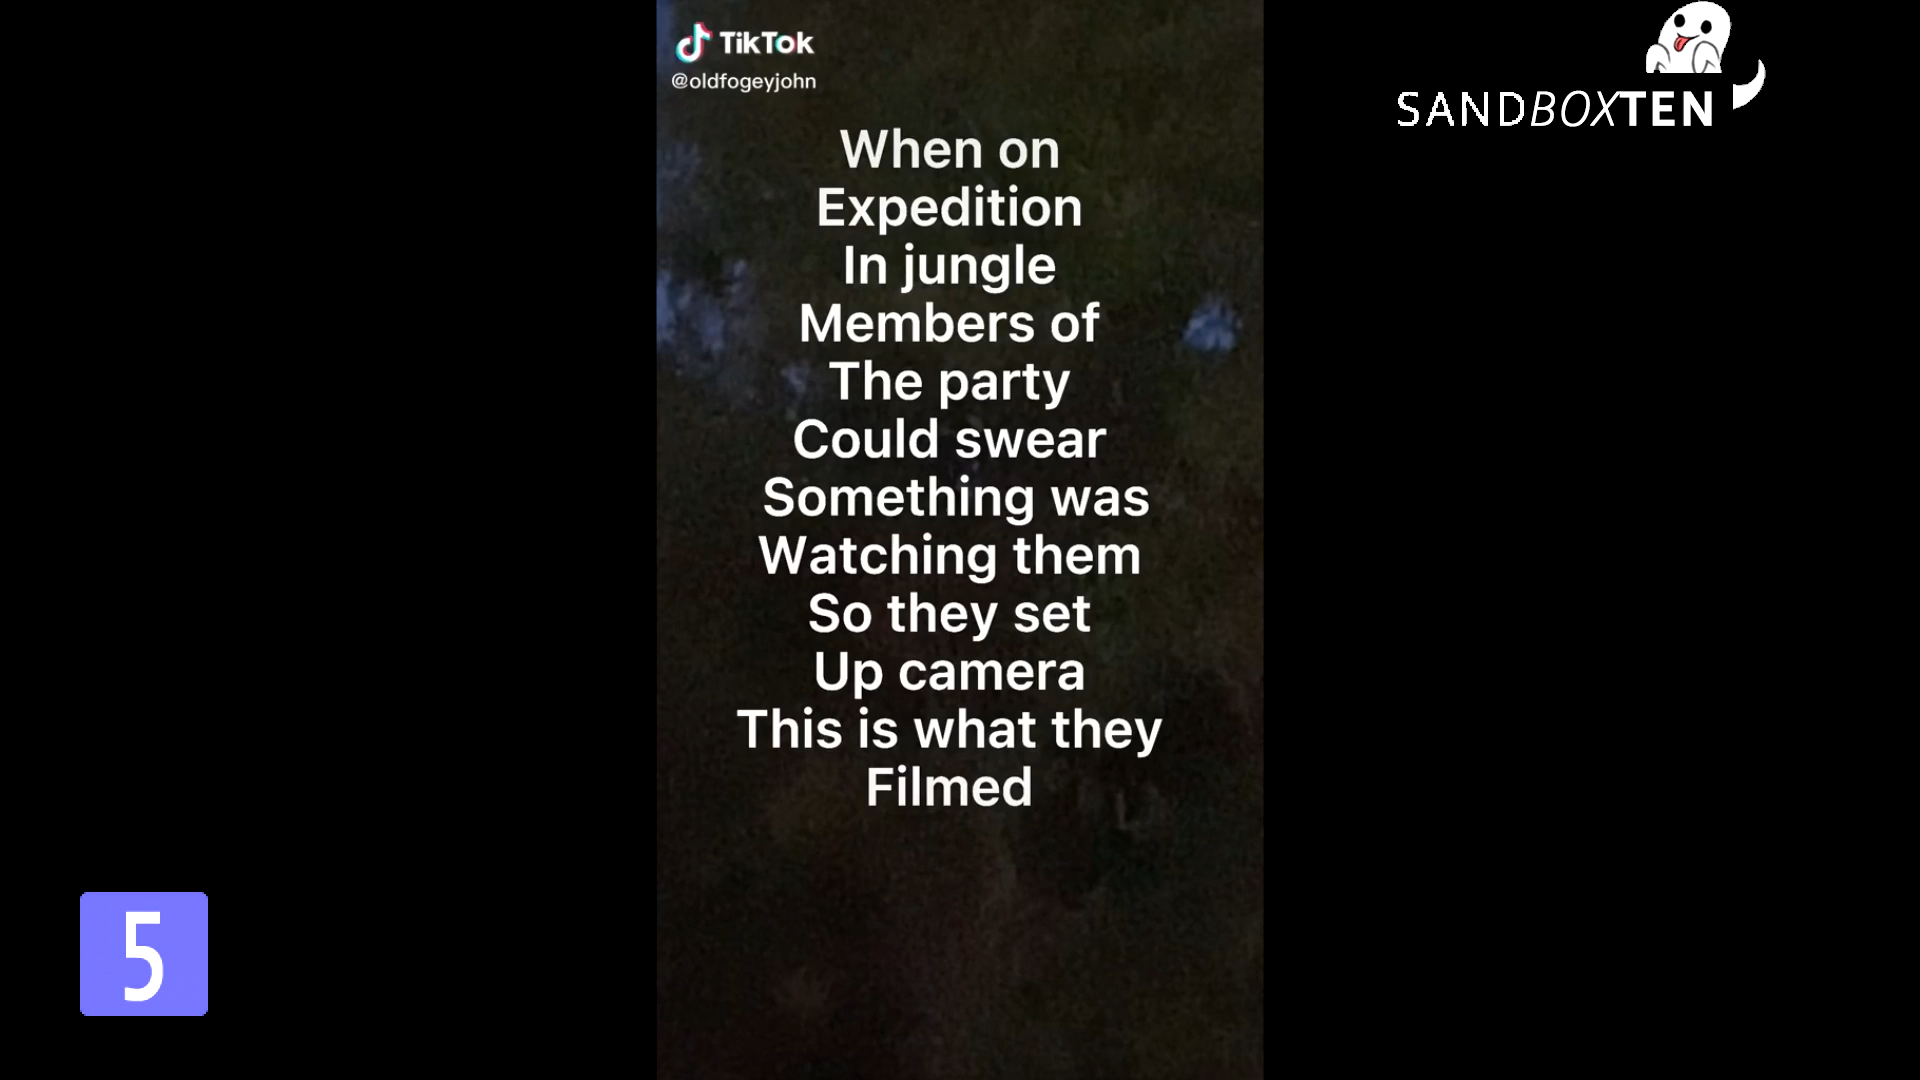 TikTok
@oldfogeyjohn
SANDBOXTEN
When on
Expedition
In jungle
Members of
The party
Could swear
Something was
Watching them
So they set
Up camera
This is what they
Filmed
5